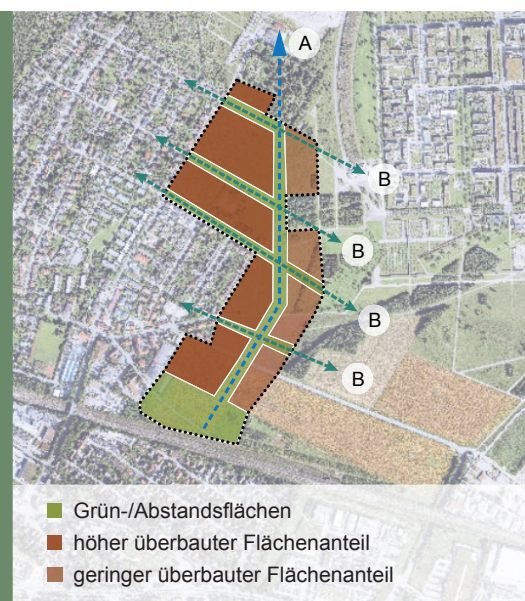 A
B
B
B
B
Grün-/Abstandsflächen
höher überbauter Flächenanteil
geringer überbauter Flächenanteil